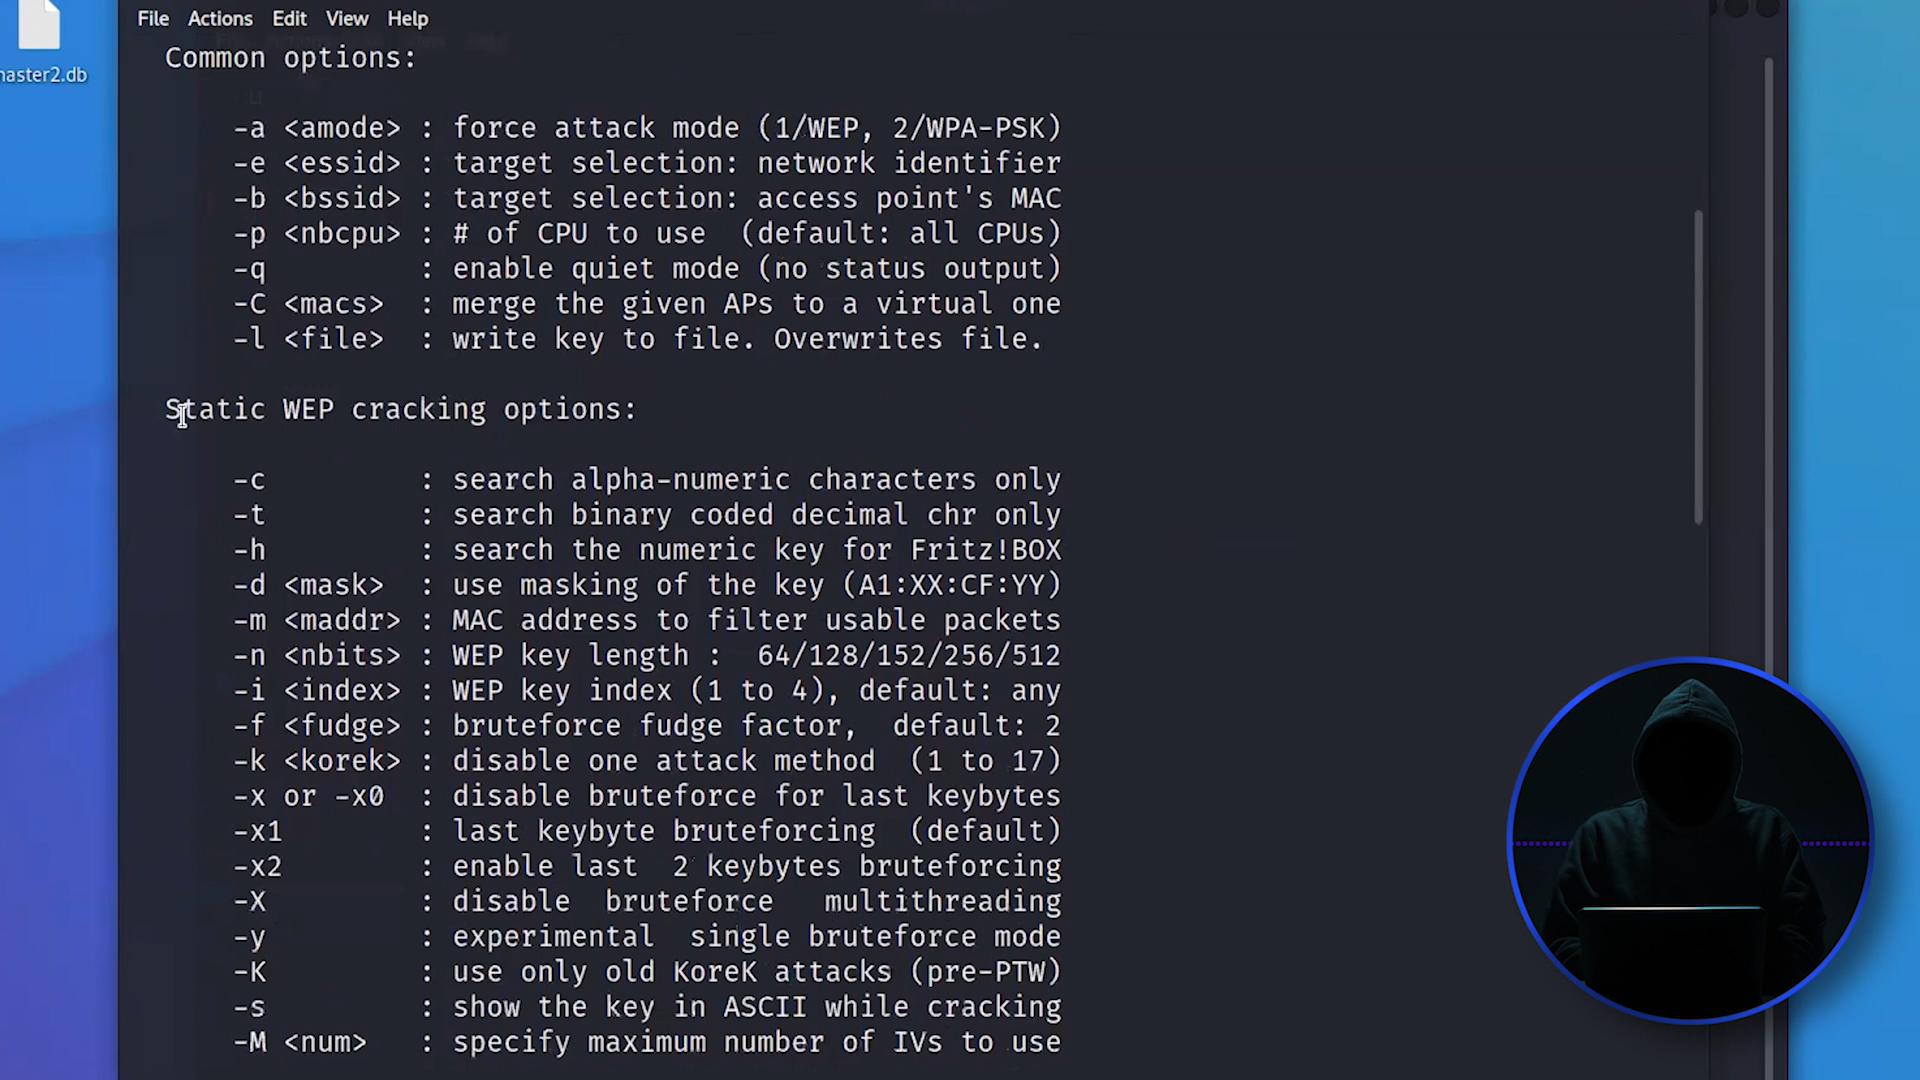 File Actions Edit View Help
aster2.db
Common options:
-a <amode> : force attack mode (1/WEP, 2/WPA-PSK)
-e <essid> : target selection: network identifier
-b <bssid> : target selection: access point's MAC
-p <nbcpu> : # of CPU to use (default: all CPUs)
-q : enable quiet mode (no status output)
-C <macs> : merge the given APs to a virtual one
-l <file> : write key to file. Overwrites file.
Static WEP cracking options:
-c : search alpha-numeric characters only
-t : search binary coded decimal chr only
-h : search the numeric key for Fritz!BOX
-d <mask> : use masking of the key (A1:XX:CF:YY)
-m <maddr> : MAC address to filter usable packets
-n <nbits> : WEP key length : 64/128/152/256/512
-i <index> : WEP key index (1 to 4), default: any
-f <fudge> : bruteforce fudge factor, default: 2
-k <korek> : disable one attack method (1 to 17)
-x or -x0 : disable bruteforce for last keybytes
-x1 : last keybyte bruteforcing (default)
-x2 : enable last 2 keybytes bruteforcing
-X : disable bruteforce multithreading
-y : experimental single bruteforce mode
-K : use only old KoreK attacks (pre-PTW)
-s : show the key in ASCII while cracking
-M <num> : specify maximum number of IVs to use